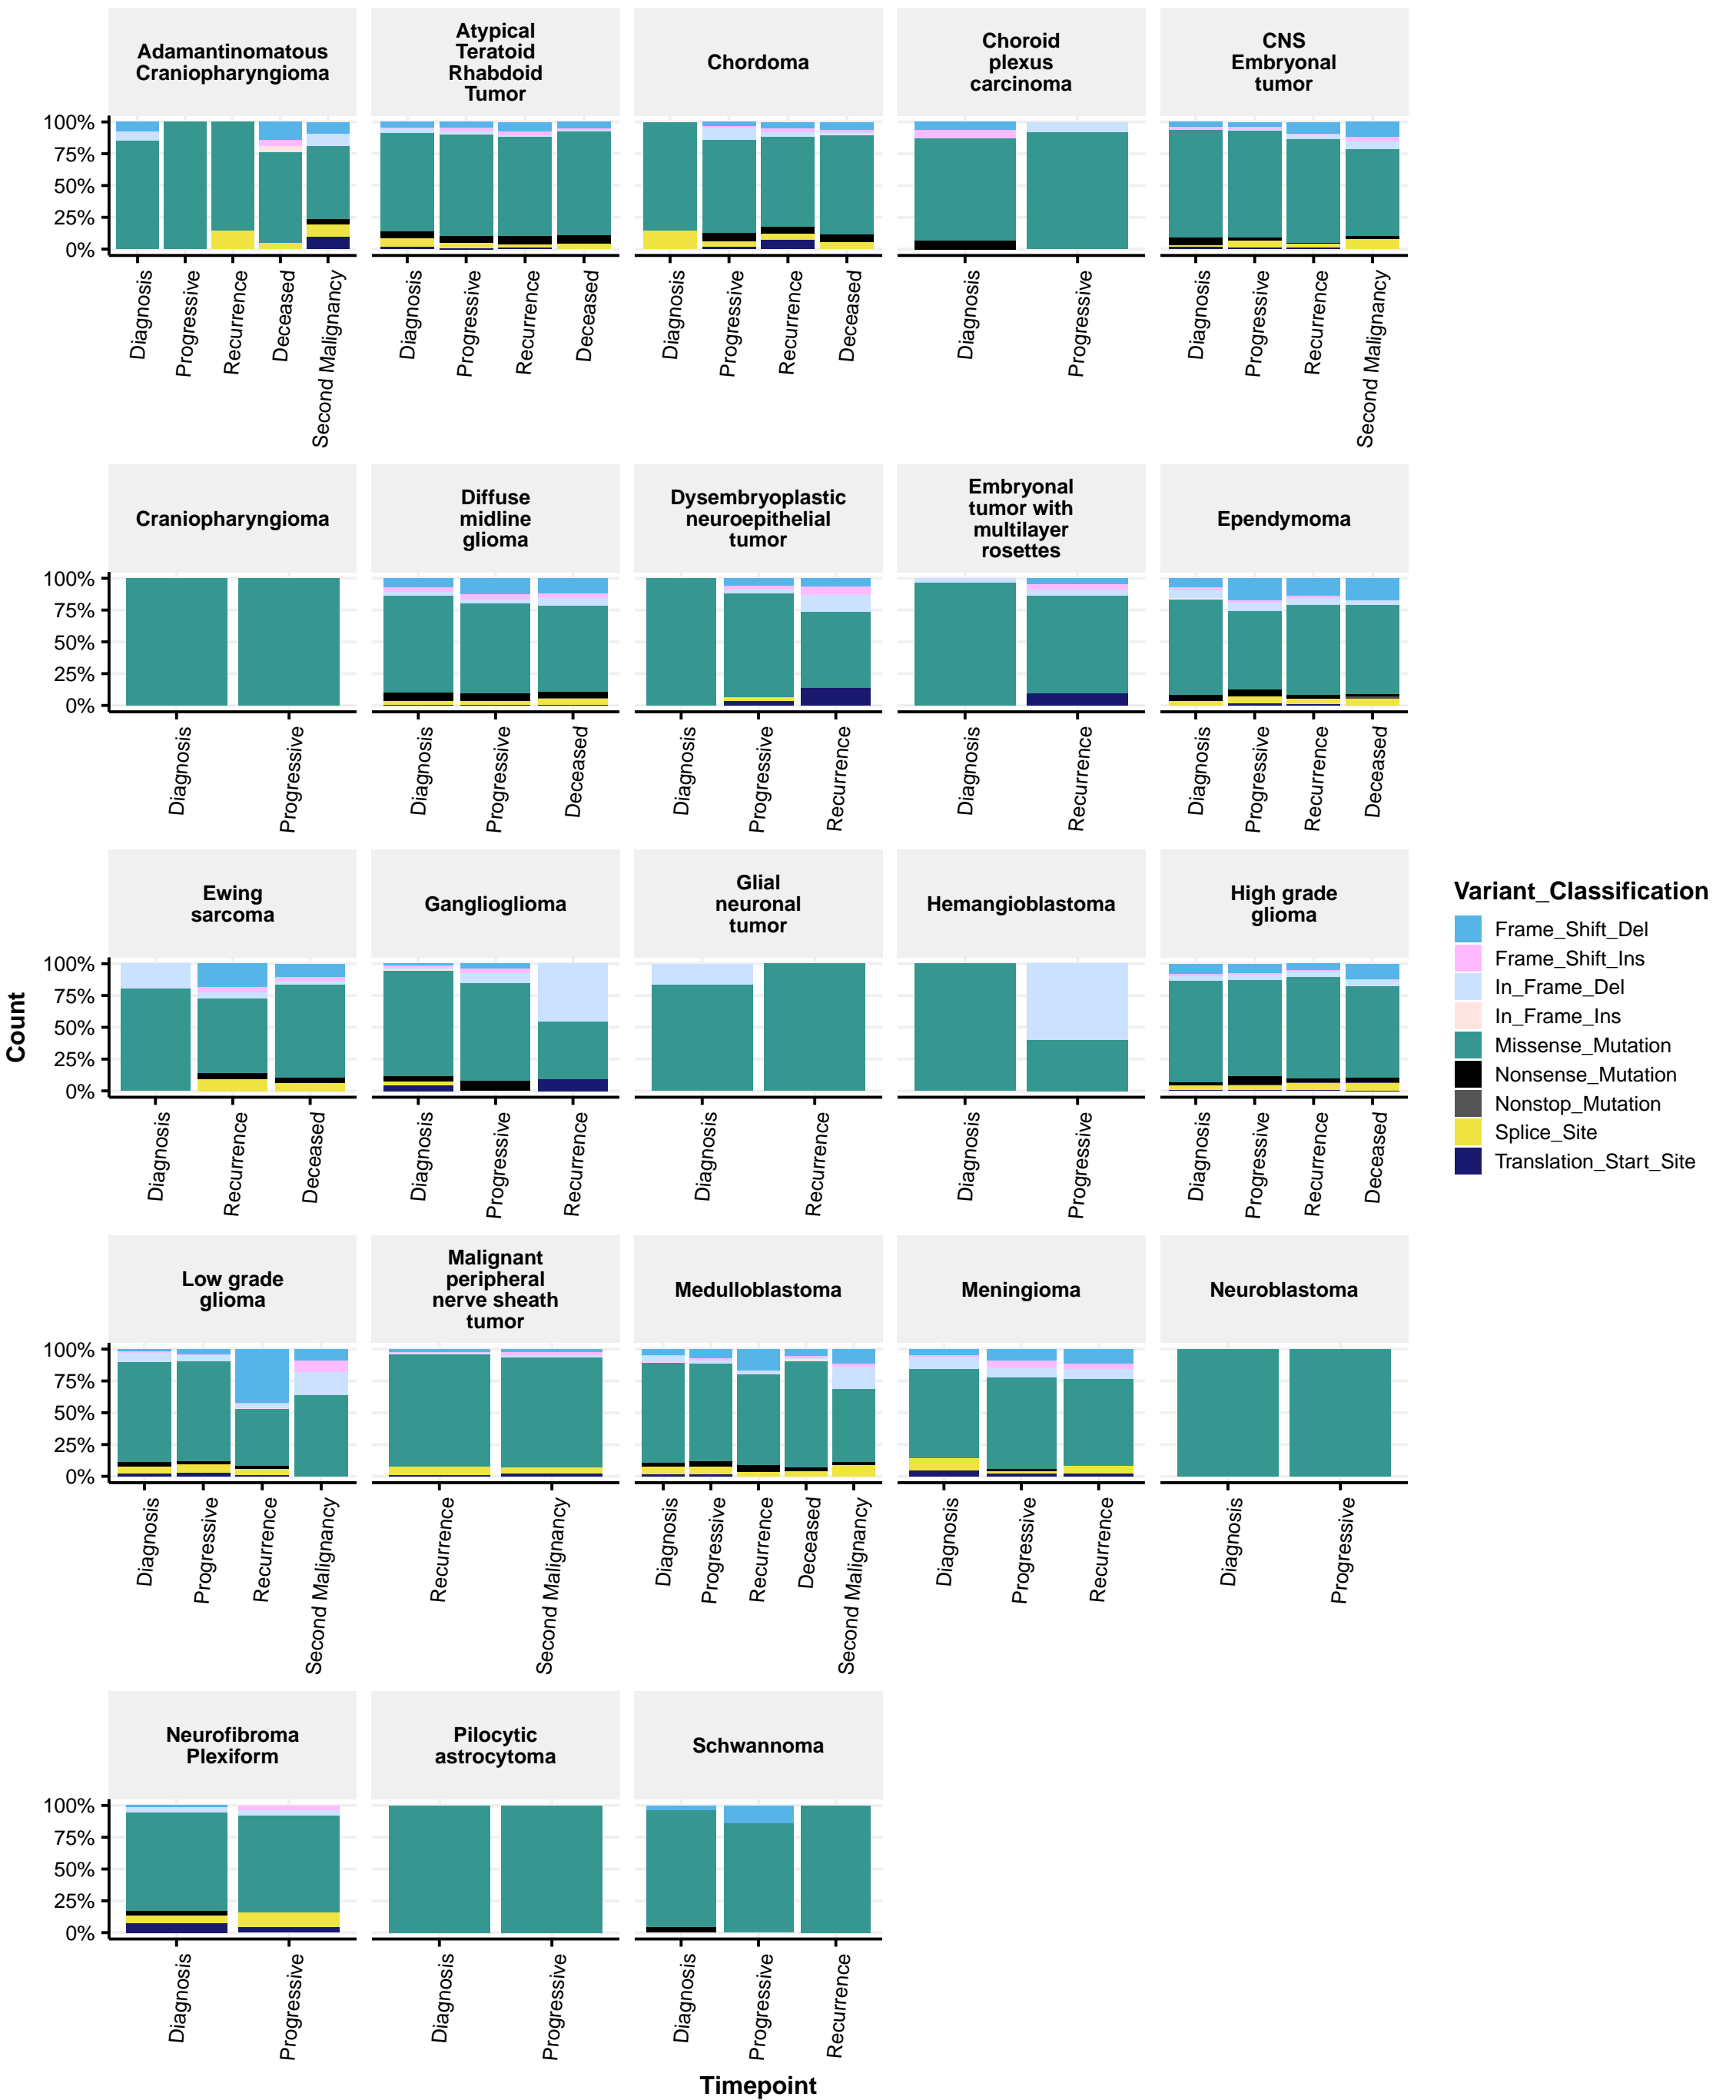 Adamantinomatous
Craniopharyngioma
Atypical
Teratoid
Rhabdoid
Tumor
Chordoma
Choroid
plexus
carcinoma
CNS
Embryonal
tumor
100%
75%
50%
25%
0%
Diagnosis
Progressive
Recurrence
Deceased
Second Malignancy
Diagnosis
Progressive
Recurrence
Deceased
Diagnosis
Progressive
Recurrence
Deceased
Diagnosis
Progressive
Diagnosis
Progressive
Recurrence
Second Malignancy
Craniopharyngioma
Diffuse
midline
glioma
Dysembryoplastic
neuroepithelial
tumor
Embryonal
tumor with
multilayer
rosettes
Ependymoma
100%
75%
50%
25%
0%
Diagnosis
Progressive
Diagnosis
Progressive
Deceased
Diagnosis
Progressive
Recurrence
Diagnosis
Recurrence
Diagnosis
Progressive
Recurrence
Deceased
Ewing
sarcoma
Ganglioglioma
Glial
neuronal
tumor
Hemangioblastoma
High grade
glioma
100%
75%
50%
25%
0%
Diagnosis
Recurrence
Deceased
Diagnosis
Progressive
Recurrence
Diagnosis
Recurrence
Diagnosis
Progressive
Diagnosis
Progressive
Recurrence
Deceased
Count
Variant_Classification
Frame_Shift_Del
Frame_Shift_Ins
In_Frame_Del
In_Frame_Ins
Missense_Mutation
Nonsense_Mutation
Nonstop_Mutation
Splice_Site
Translation_Start_Site
Low grade
glioma
Malignant
peripheral
nerve sheath
tumor
Medulloblastoma
Meningioma
Neuroblastoma
100%
75%
50%
25%
0%
Diagnosis
Progressive
Recurrence
Second Malignancy
Recurrence
Second Malignancy
Diagnosis
Progressive
Recurrence
Deceased
Second Malignancy
Diagnosis
Progressive
Recurrence
Diagnosis
Progressive
Neurofibroma
Plexiform
Pilocytic
astrocytoma
Schwannoma
100%
75%
50%
25%
0%
Diagnosis
Progressive
Diagnosis
Progressive
Diagnosis
Progressive
Recurrence
Timepoint